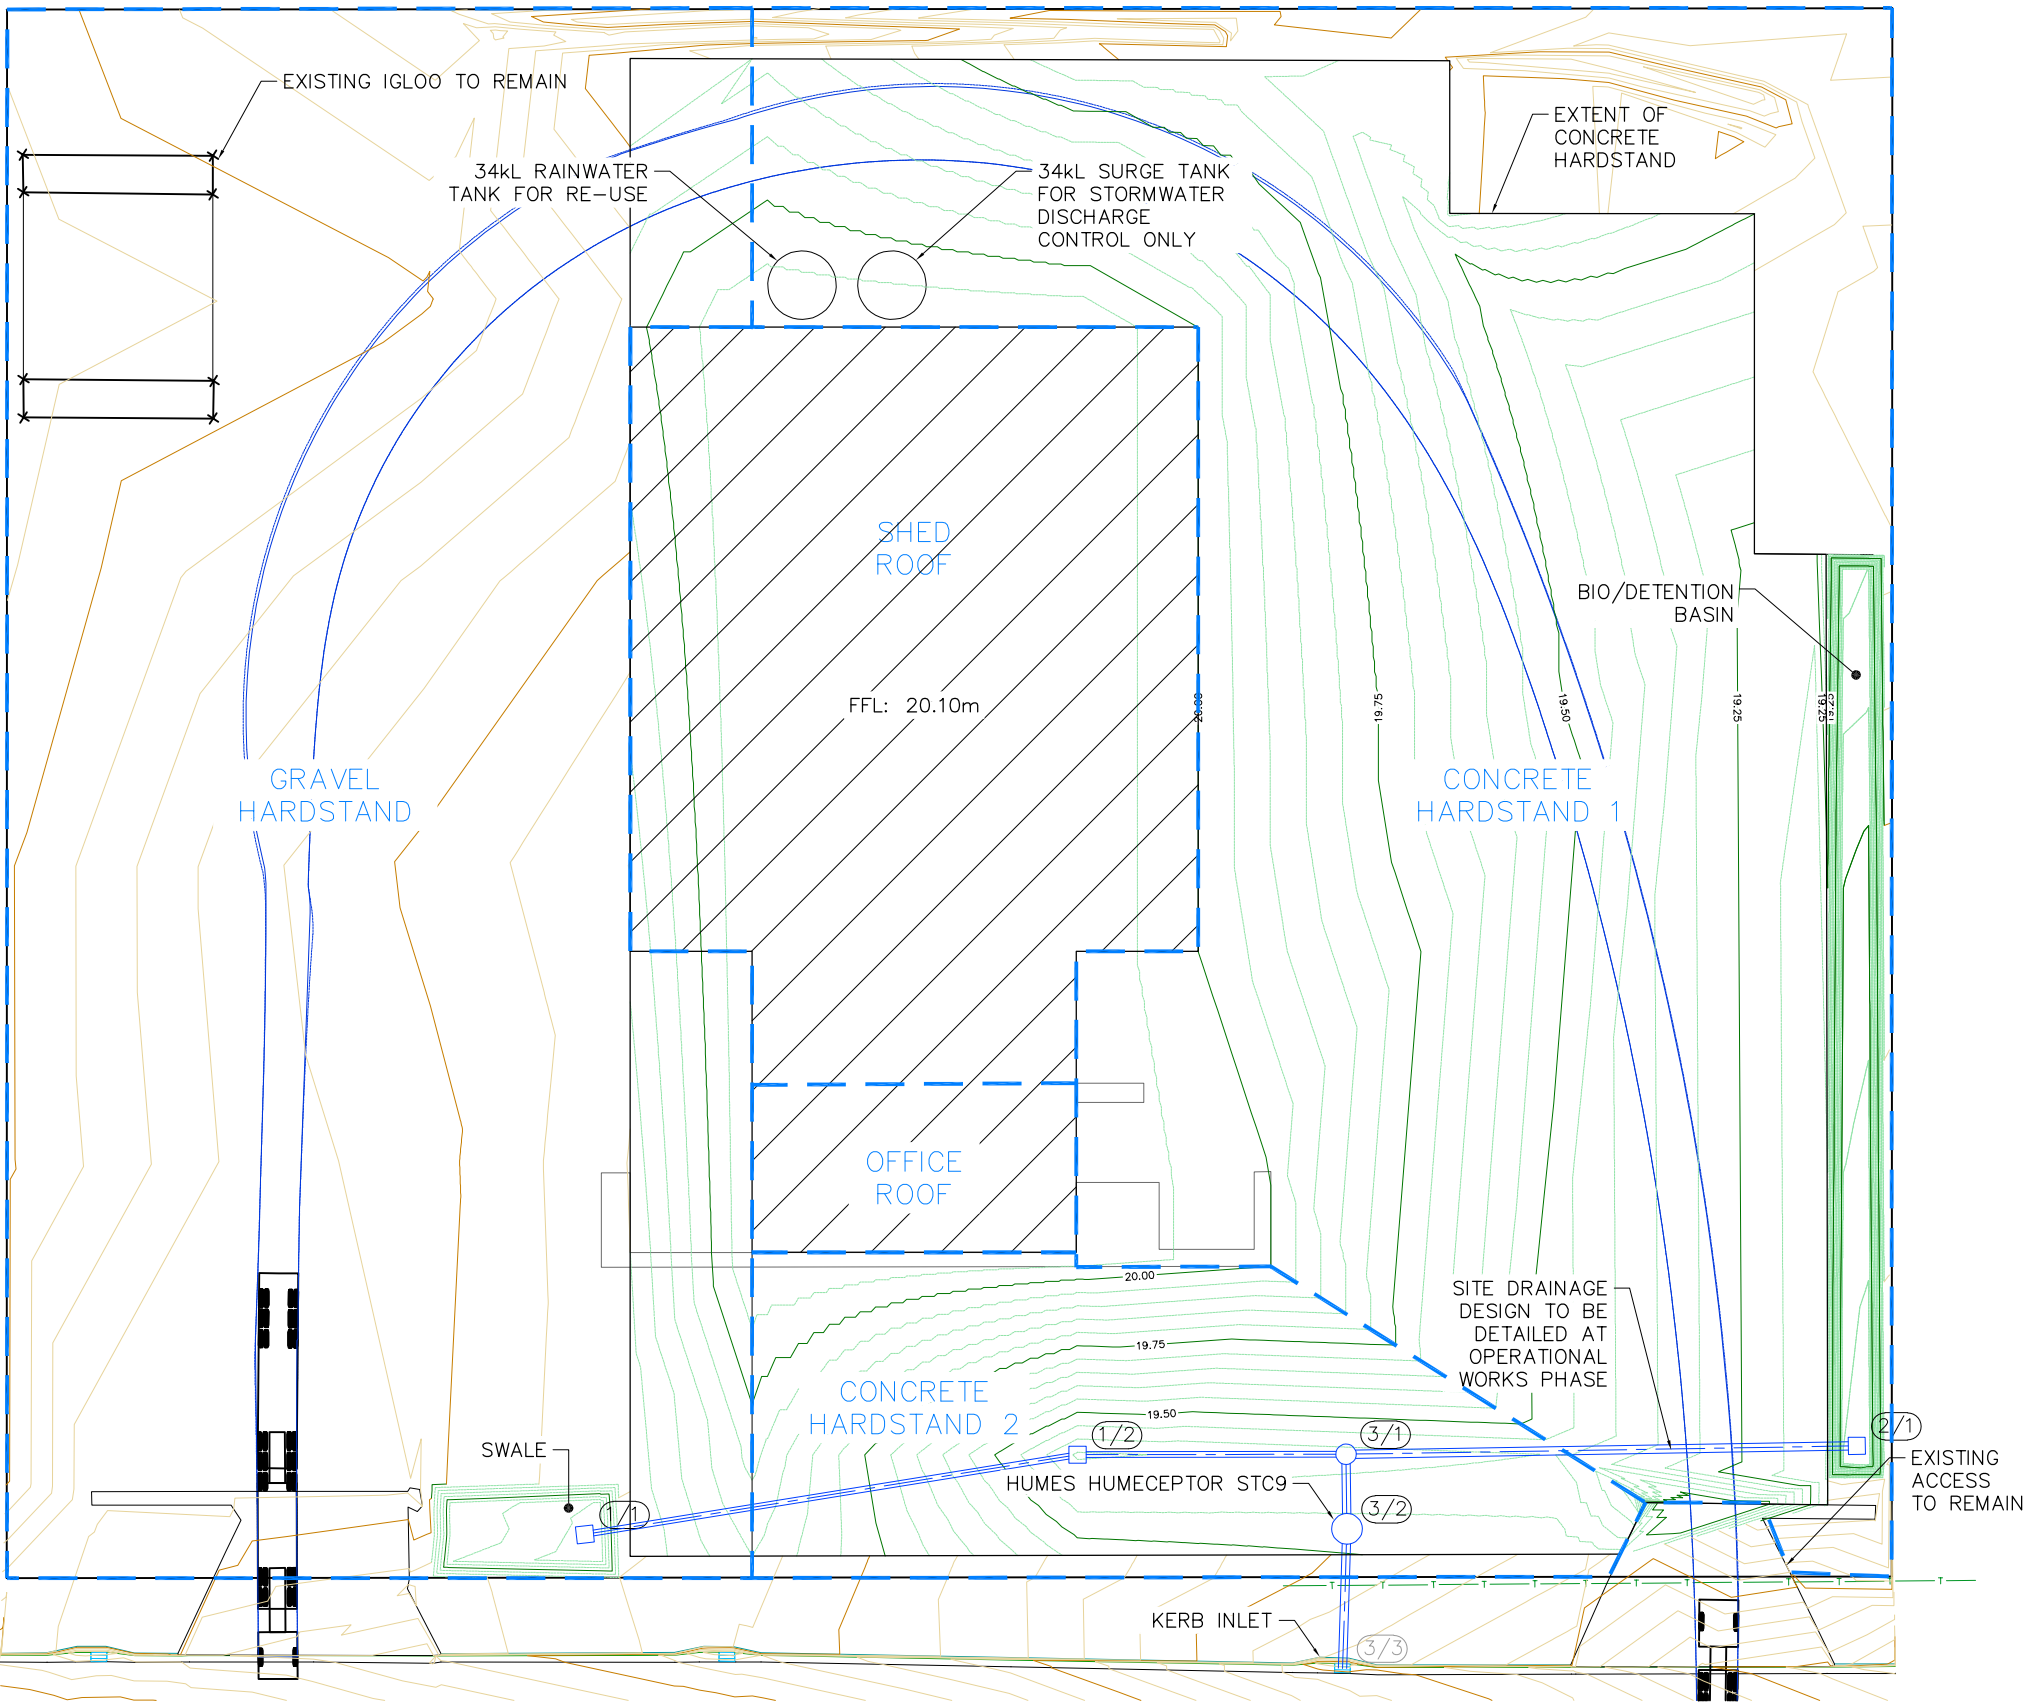 EXISTING IGLOO TO REMAIN
EXTENT OF
CONCRETE
HARDSTAND
34kL RAINWATER
TANK FOR RE-USE
34kL SURGE TANK
FOR STORMWATER
DISCHARGE
CONTROL ONLY
SHED
ROOF
BIO/DETENTION
BASIN
FFL: 20.10m
20.00
19.75
19.50
19.25
19.25
GRAVEL
HARDSTAND
CONCRETE
HARDSTAND 1
OFFICE
ROOF
20.00
SITE DRAINAGE
DESIGN TO BE
DETAILED AT
OPERATIONAL
WORKS PHASE
19.75
CONCRETE
HARDSTAND 2
19.50
1/2
3/1
2/1
SWALE
EXISTING
ACCESS
TO REMAIN
HUMES HUMECEPTOR STC9
1/1
3/2
T T T T T T T T T T T T T
KERB INLET
3/3